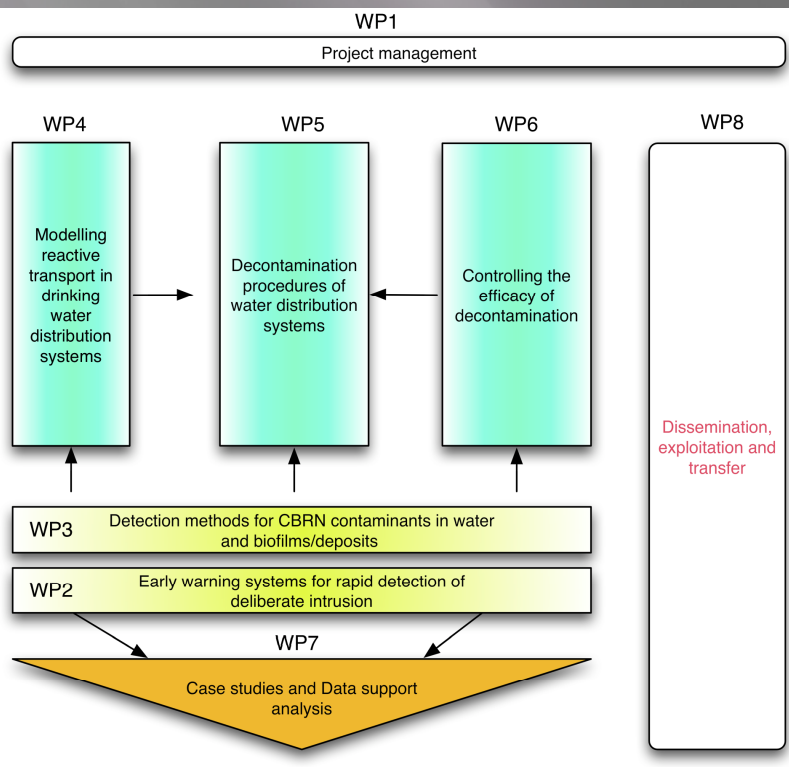 WP1
Project management
WP4
WP5
WP6
WP8
Modelling
reactive
transport in
drinking
water
distribution
systems
Decontamination
procedures of
water distribution
systems
Controlling the
efficacy of
decontamination
Dissemination,
exploitation and
transfer
WP3
Detection methods for CBRN contaminants in water
and biofilms/deposits
WP2
Early warning systems for rapid detection of
deliberate intrusion
WP7
Case studies and Data support
analysis